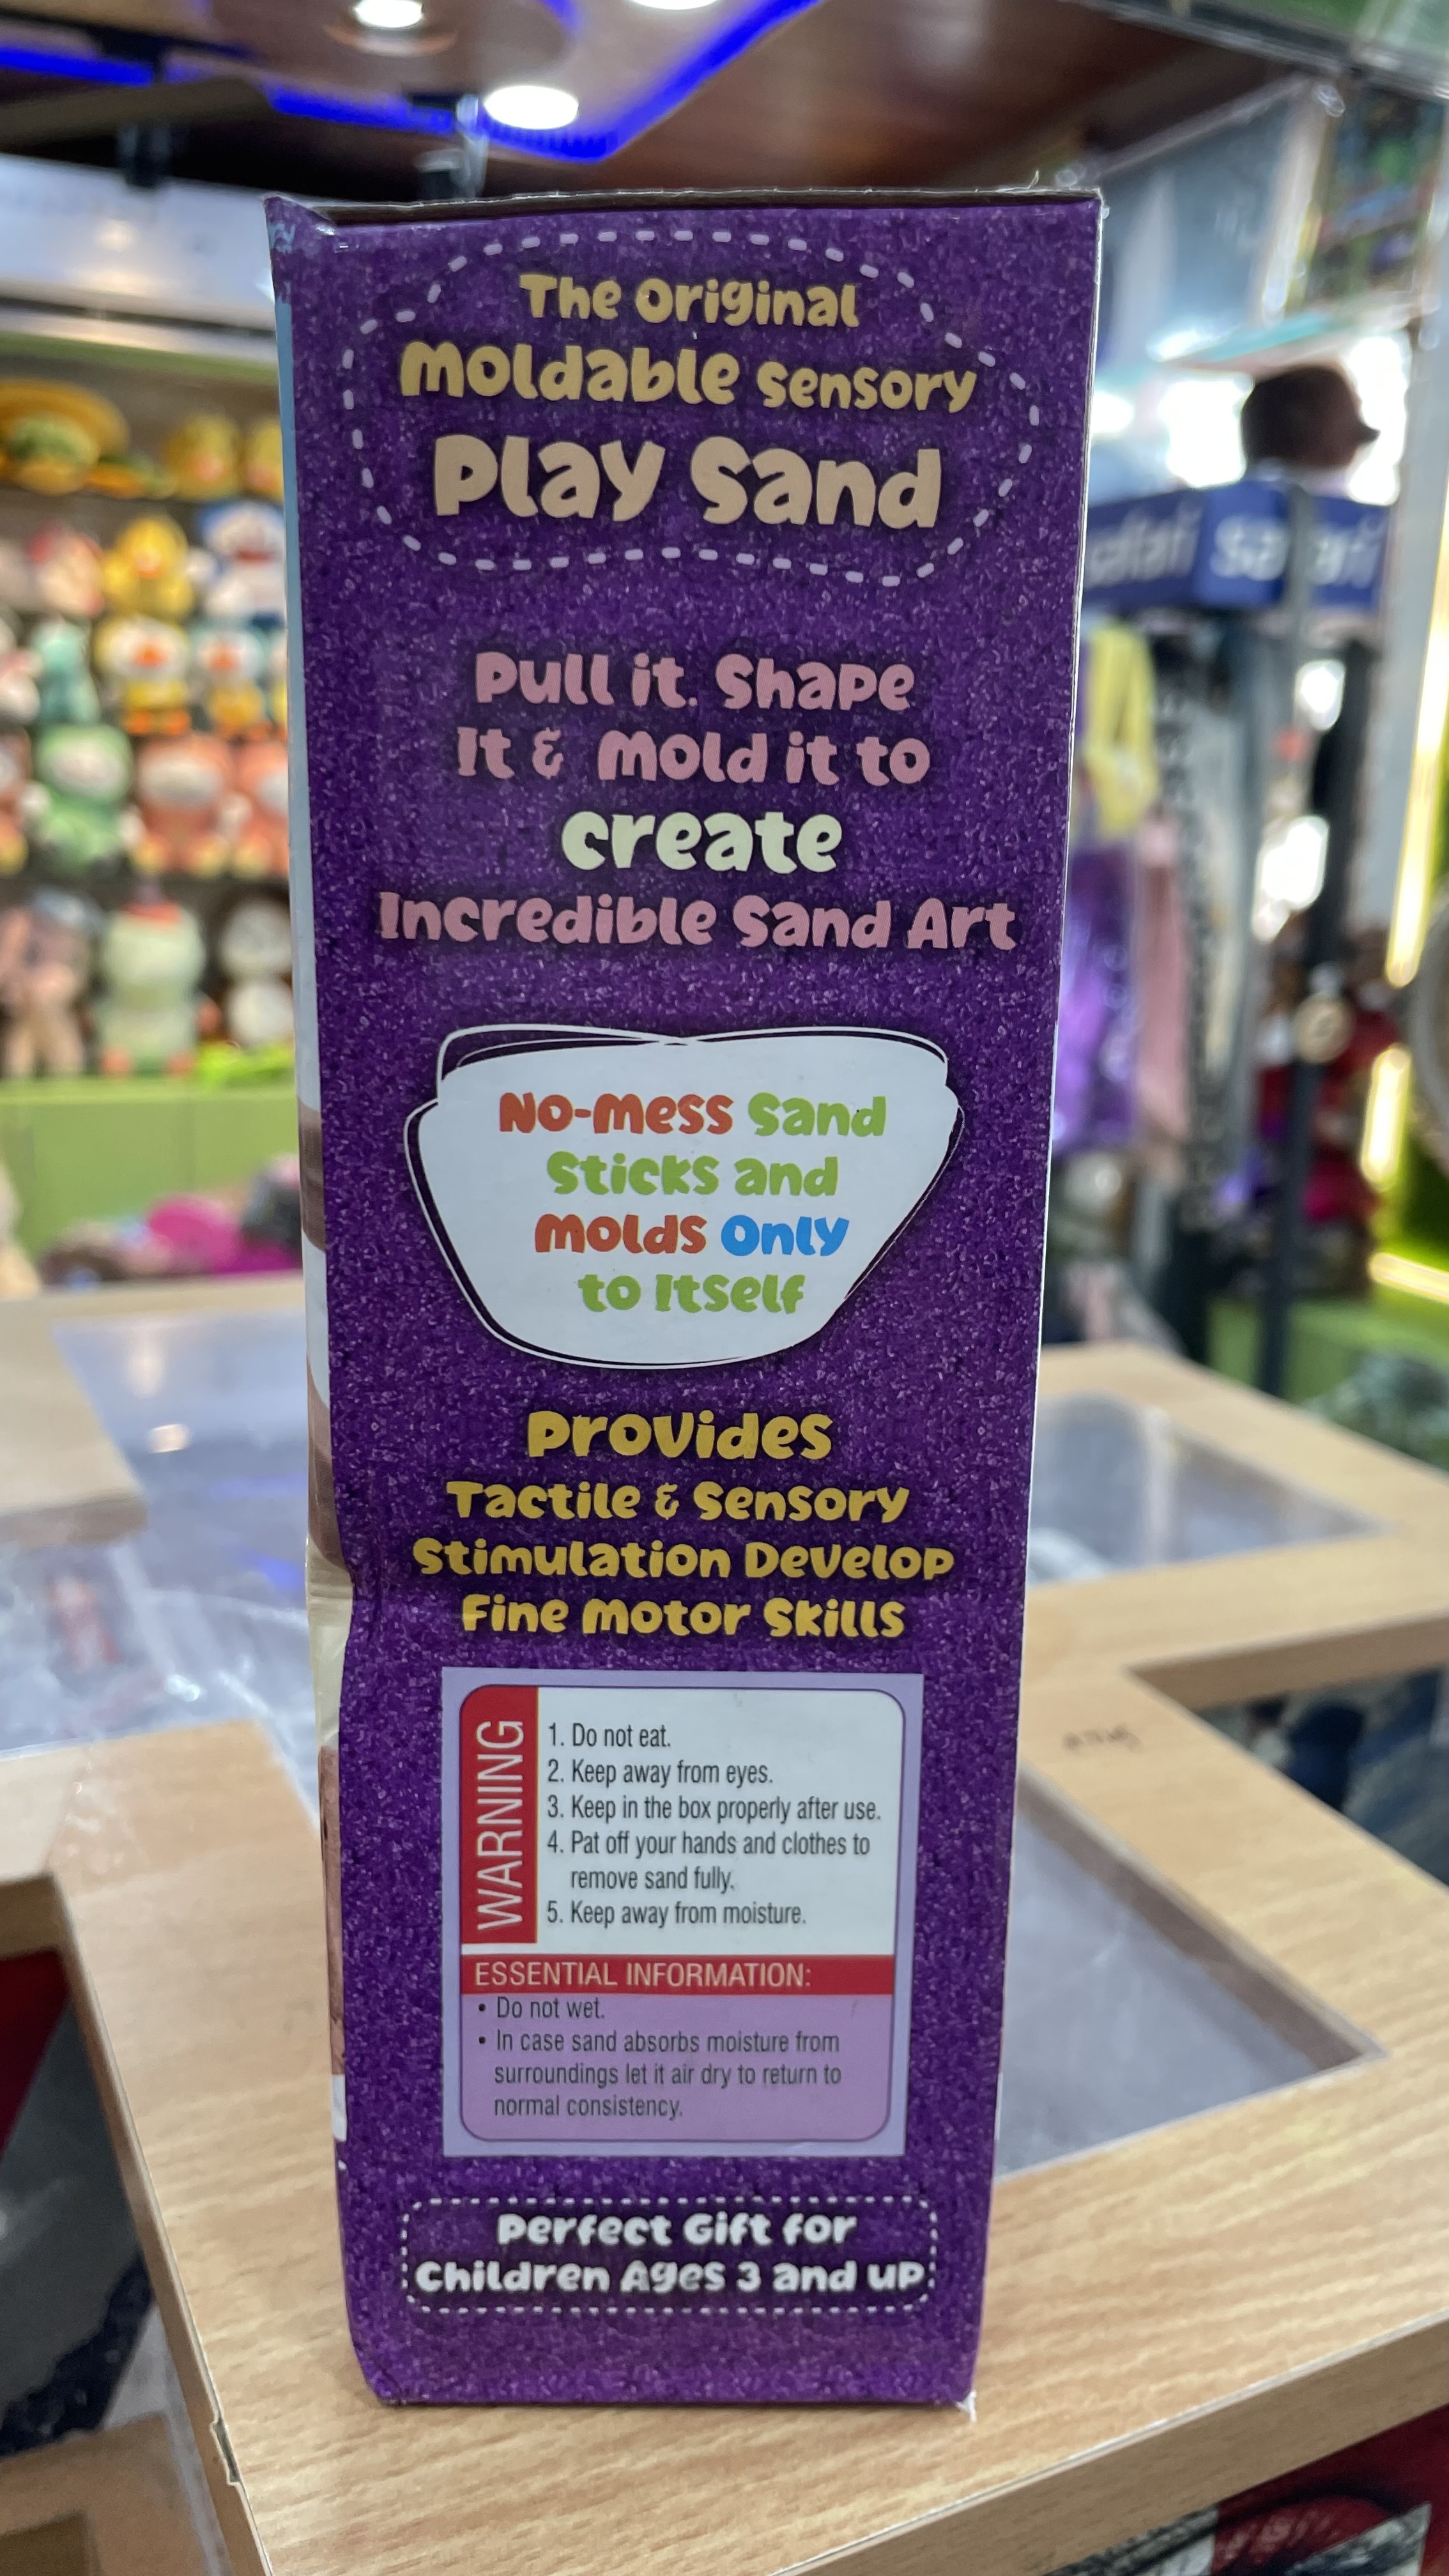 The Original
Moldable Sensory
Play Sand
Pull it. Shape
It & Mold it to
Create
Incredible Sand Art
No-Mess Sand
Sticks and
Molds Only
to Itself
Provides
Tactile & Sensory
Stimulation Develop
Fine Motor Skills
WARNING
1. Do not eat.
2. Keep away from eyes.
3. Keep in the box properly after use.
4. Pat off your hands and clothes to
remove sand fully.
5. Keep away from moisture.
ESSENTIAL INFORMATION:
• Do not wet.
• In case sand absorbs moisture from
surroundings let it air dry to return to
normal consistency.
Perfect Gift for
Children Ages 3 and up
safari safari